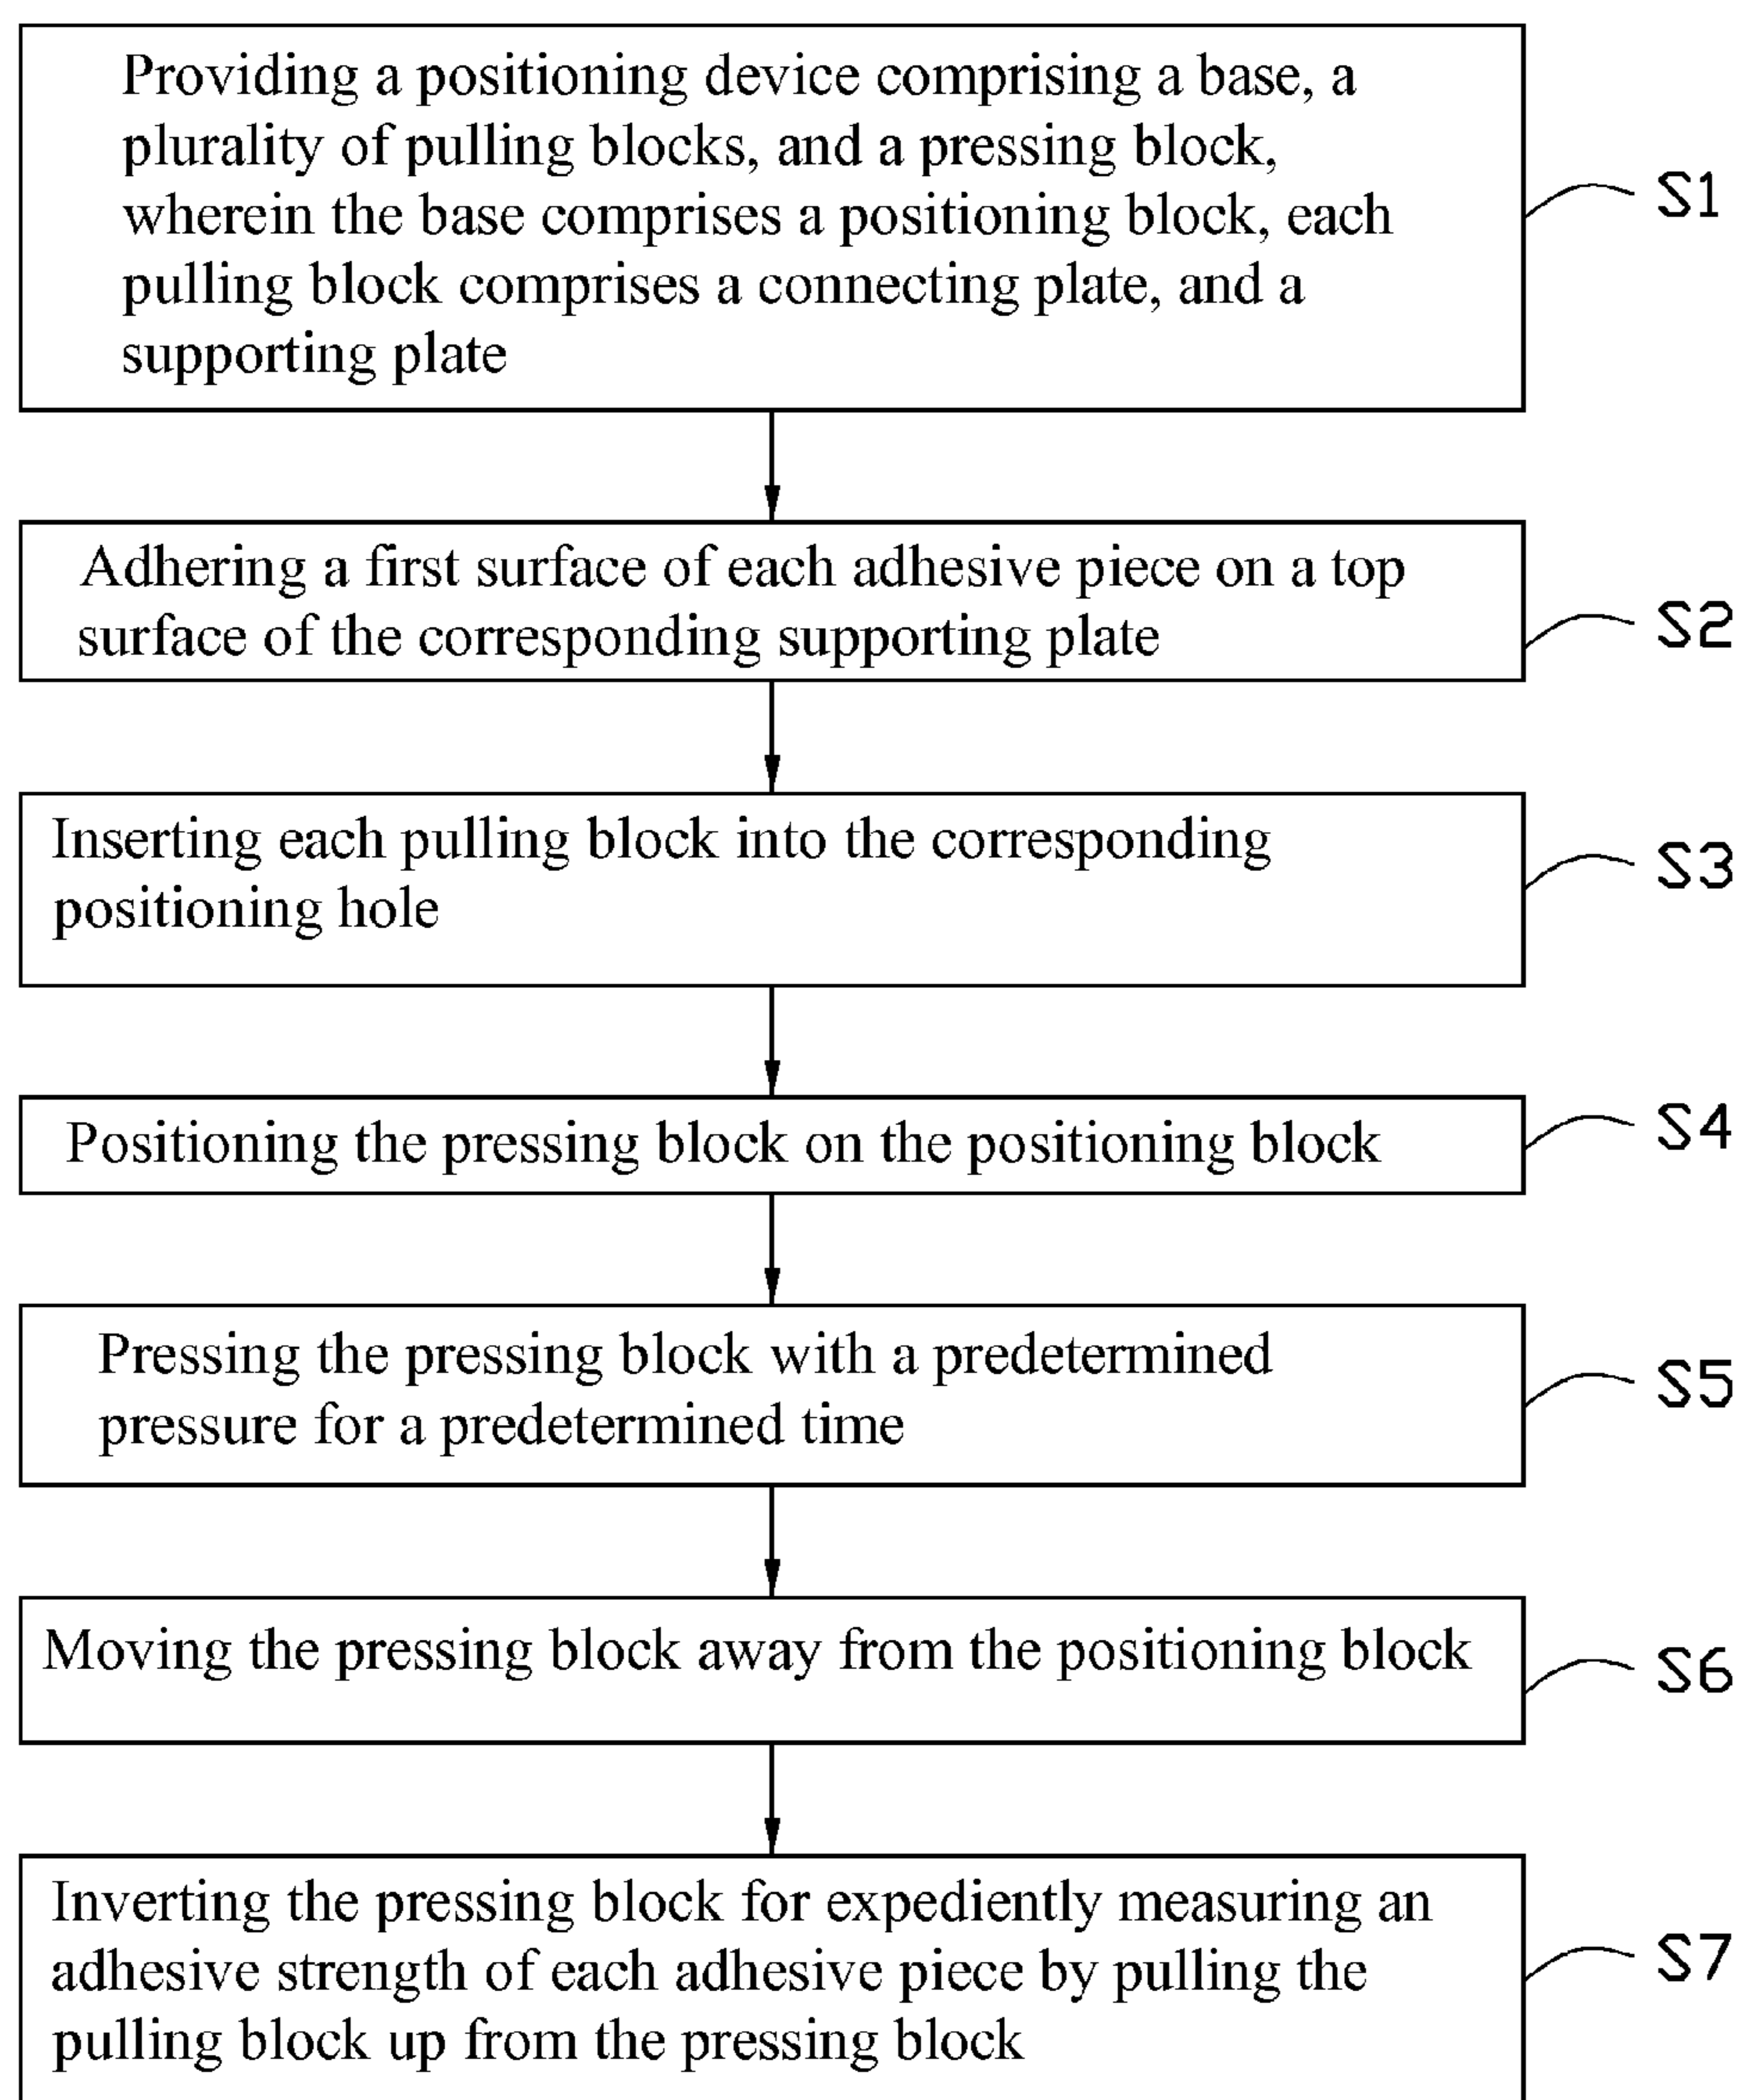 Providing a positioning device comprising a base, a
plurality of pulling blocks, and a pressing block,
wherein the base comprises a positioning block, each
pulling block comprises a connecting plate, and a
supporting plate
S1
Adhering a first surface of each adhesive piece on a top
surface of the corresponding supporting plate
S2
Inserting each pulling block into the corresponding
positioning hole
S3
Positioning the pressing block on the positioning block
S4
Pressing the pressing block with a predetermined
pressure for a predetermined time
S5
Moving the pressing block away from the positioning block
S6
Inverting the pressing block for expediently measuring an
adhesive strength of each adhesive piece by pulling the
pulling block up from the pressing block
S7